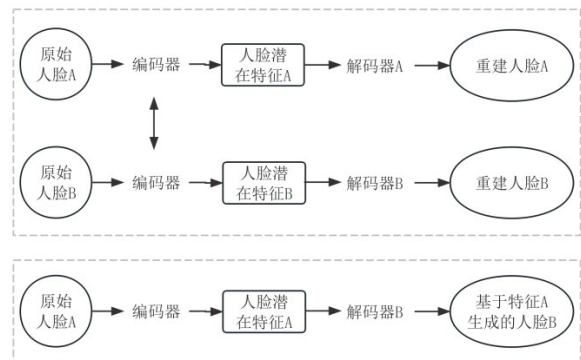 原始
人脸A
编码器
人脸潜
在特征A
解码器A
重建人脸A
原始
人脸B
编码器
人脸潜
在特征B
解码器B
重建人脸B
原始
人脸A
编码器
人脸潜
在特征A
解码器B
基于特征A
生成的人脸B